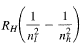 R_H(1/n_I^2 − 1/n_F^2)